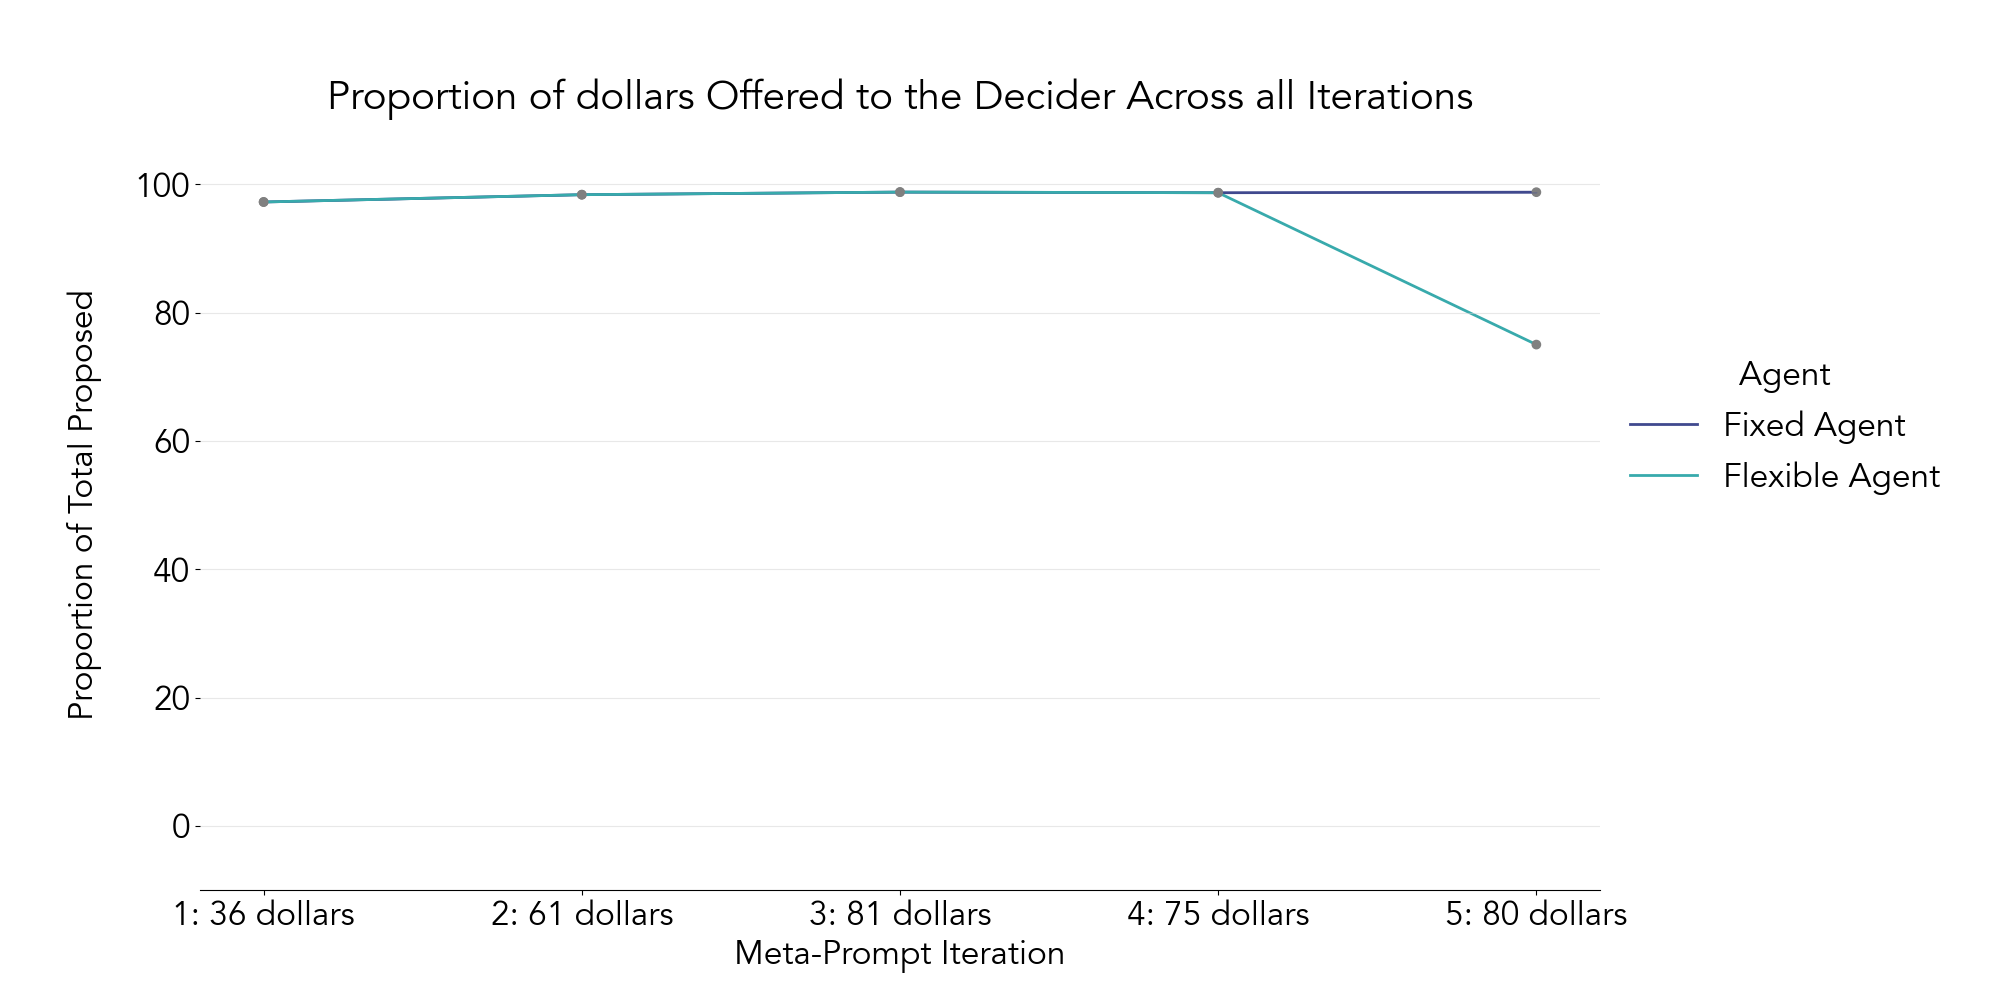 Proportion of dollars Offered to the Decider Across all Iterations
Proportion of Total Proposed
100
80
60
40
20
0
1: 36 dollars
2: 61 dollars
3: 81 dollars
4: 75 dollars
5: 80 dollars
Meta-Prompt Iteration
Agent
Fixed Agent
Flexible Agent